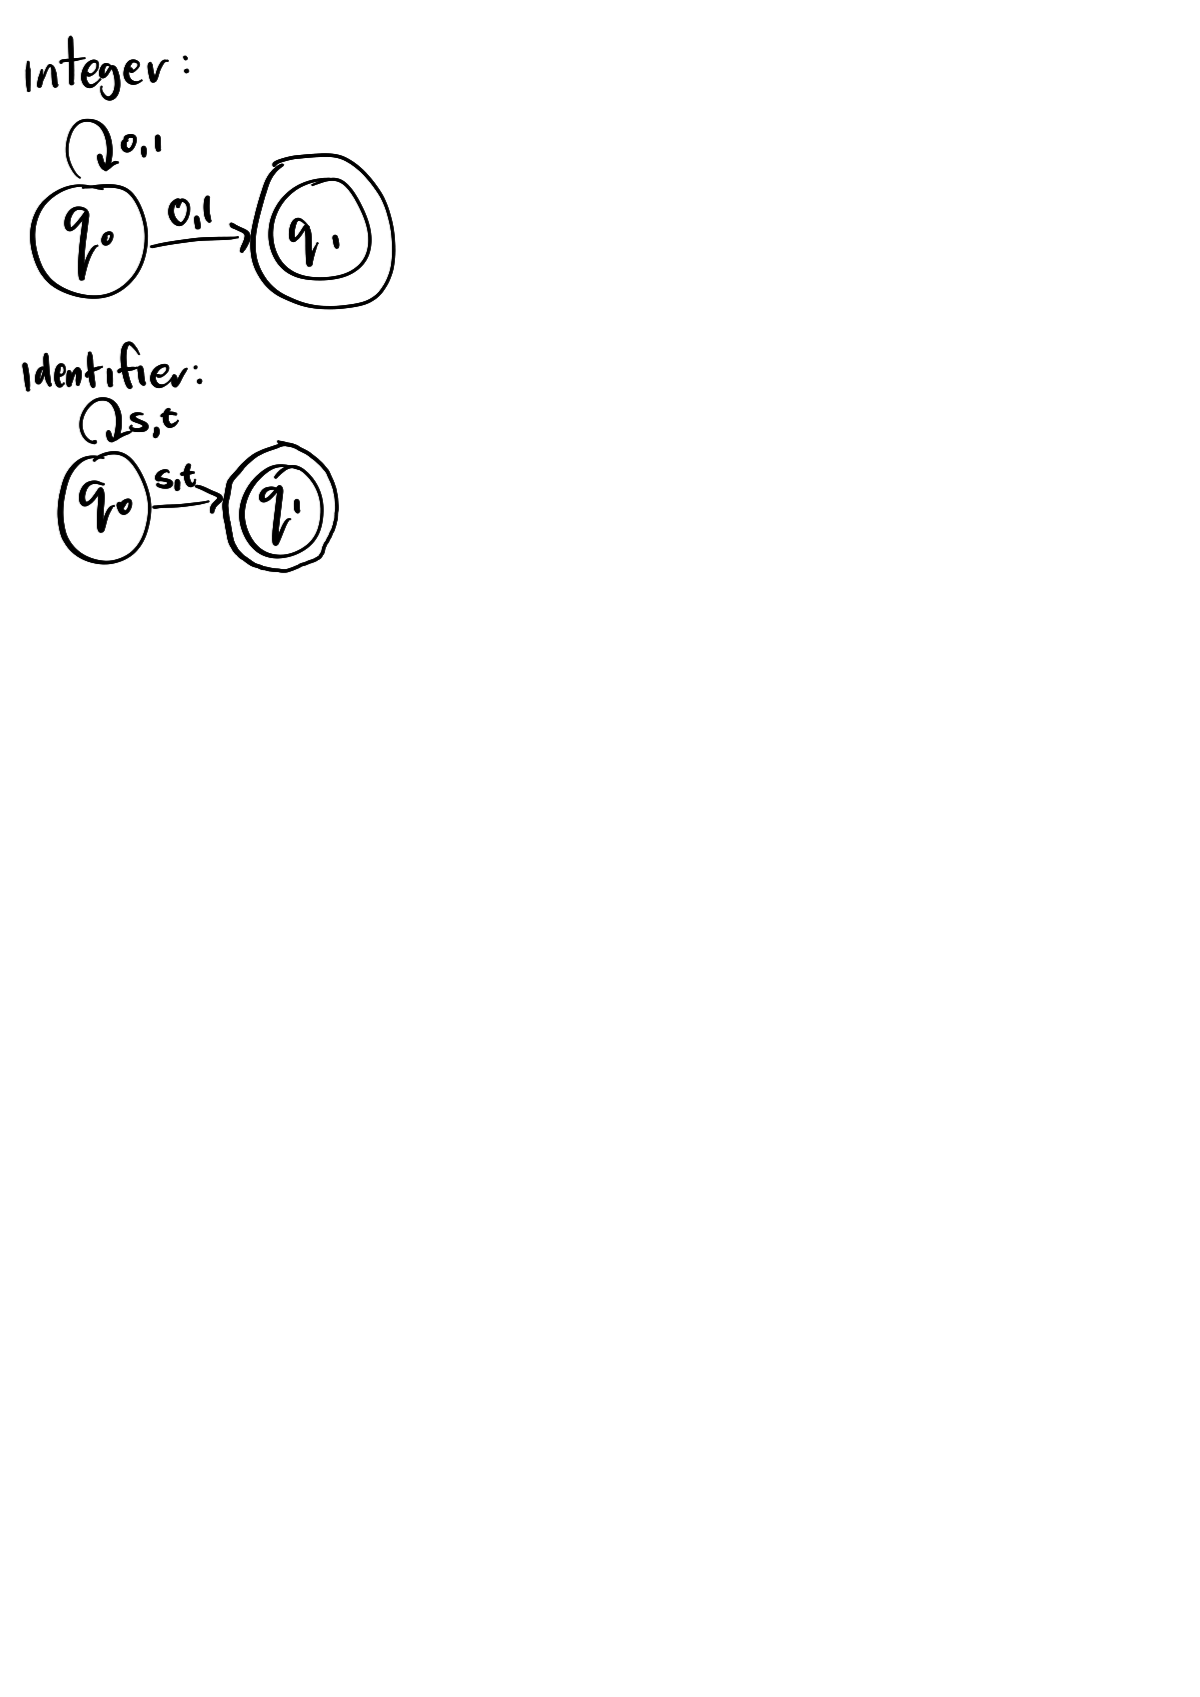 Integer:
0,1
q0 0,1 q1
Identifier:
s,t
q0 s,t q1